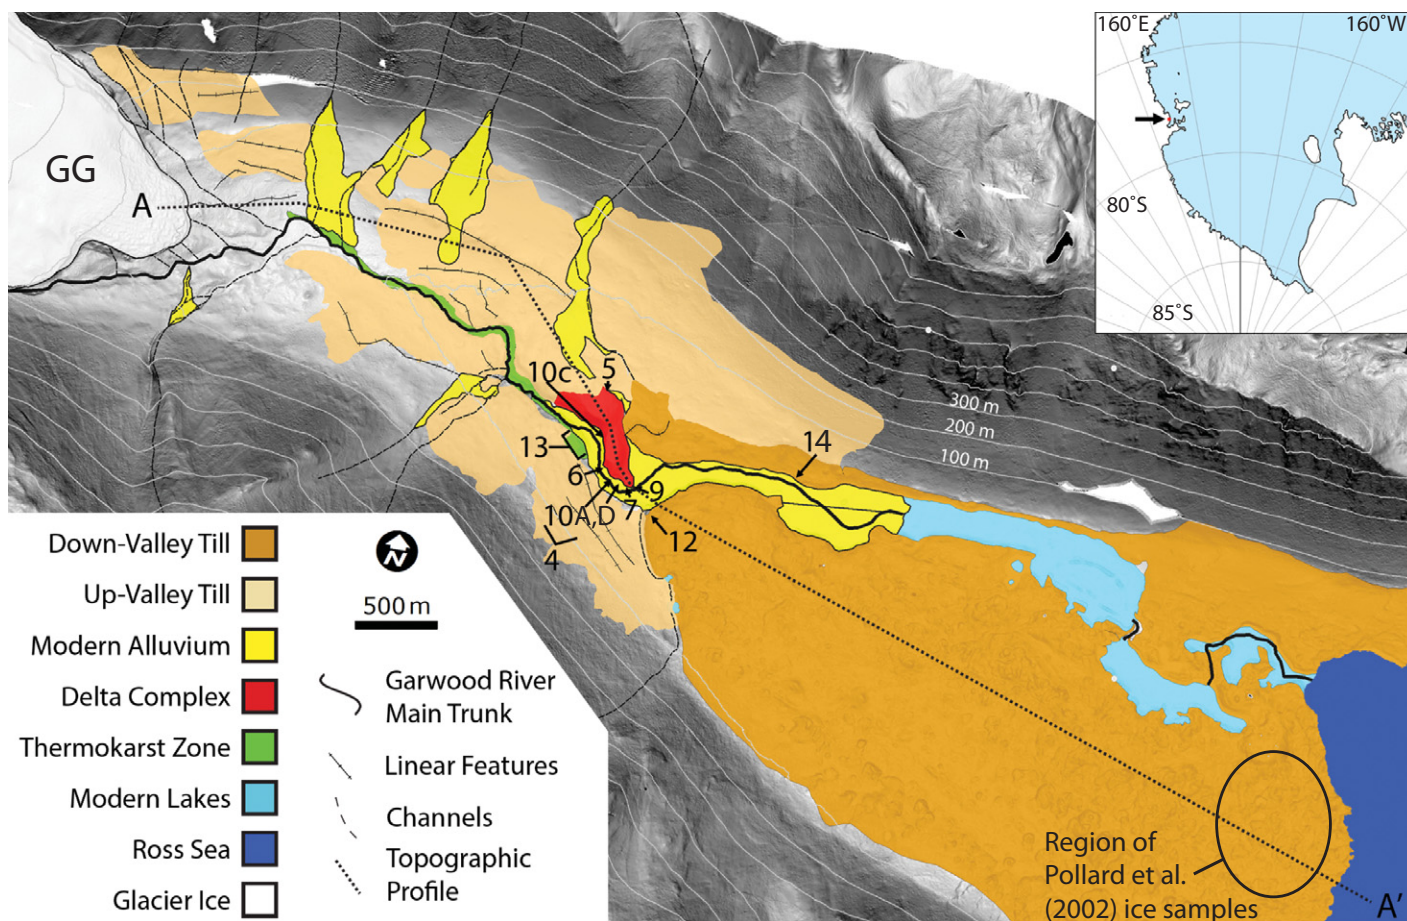 160˚E
160˚W
80˚S
85˚S
GG
A
10c
5
13
6
10A,D
7
9
4
12
14
300 m
200 m
100 m
Down-Valley Till
Up-Valley Till
Modern Alluvium
Delta Complex
Thermokarst Zone
Modern Lakes
Ross Sea
Glacier Ice
N
500 m
Garwood River
Main Trunk
Linear Features
Channels
Topographic
Profile
Region of
Pollard et al.
(2002) ice samples
A'